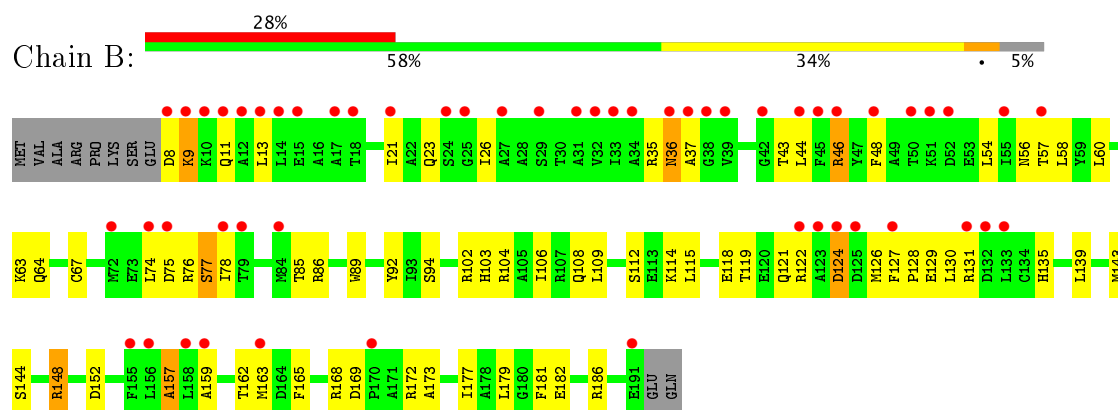 28%
Chain B:
58% 34% • 5%
MET VAL ALA ARG PRO LYS SER GLU D8 K9 K10 Q11 A12 L13 L14 E15 A16 A17 T18 I21 A22 Q23 S24 G25 I26 A27 A28 S29 T30 A31 V32 I33 A34 R35 N36 A37 G38 V39 G42 T43 L44 F45 R46 Y47 F48 A49 T50 K51 D52 E53 L54 I55 N56 T57 L58 Y59 L60
K63 Q64 C67 M72 E73 L74 D75 R76 S77 I78 T79 M84 T85 R86 W89 Y92 I93 S94 R102 H103 R104 A105 I106 R107 Q108 L109 S112 E113 K114 L115 E118 T119 E120 Q121 R122 A123 D124 D125 M126 F127 P128 E129 L130 R131 D132 L133 C134 H135 L139 M143
S144 R148 D152 F155 L156 A157 L158 A159 T162 M163 D164 F165 R168 D169 P170 A171 R172 A173 I177 A178 L179 G180 F181 E182 R186 E191 GLU GLN